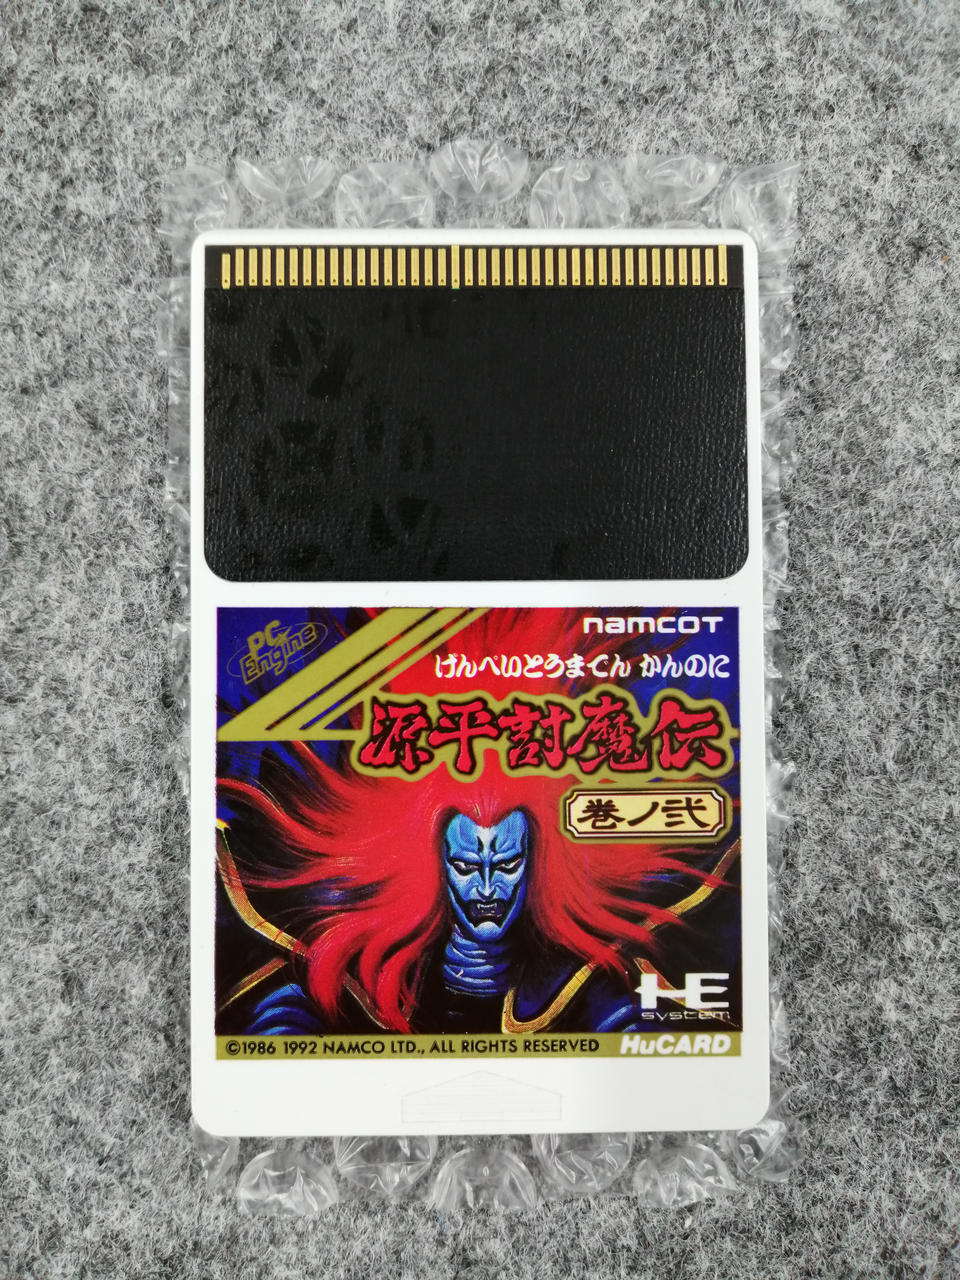 PC
Engine
namcot
げんぺいとうまでん かんのに
源平討魔伝
巻ノ弐
HE
SYSTEM
©1986 1992 NAMCO LTD., ALL RIGHTS RESERVED
HuCARD